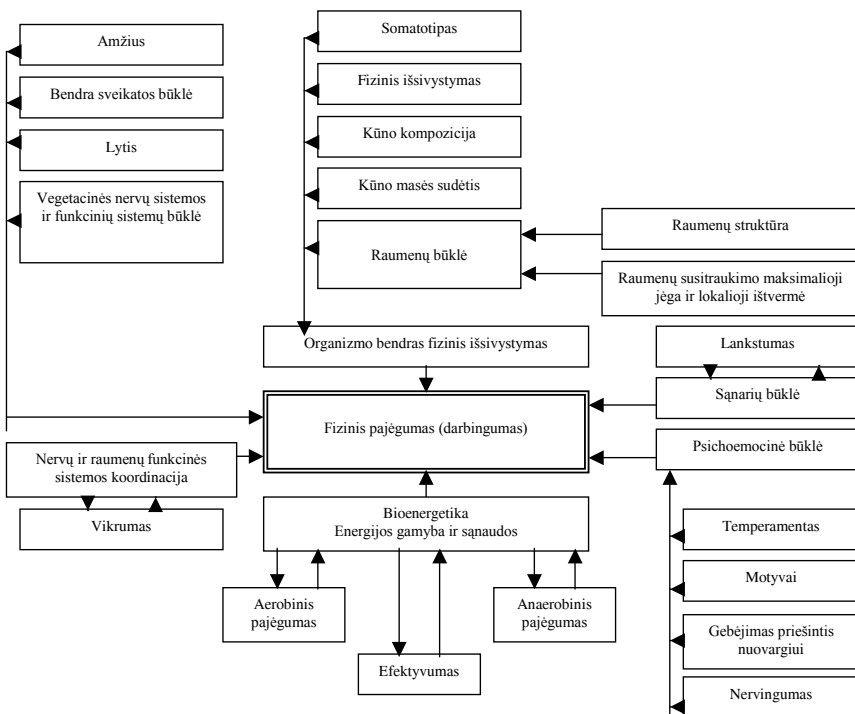 Amžius
Bendra sveikatos būklė
Lytis
Vegetacinės nervų sistemos
ir funkcinių sistemų būklė
Somatotipas
Fizinis išsivystymas
Kūno kompozicija
Kūno masės sudėtis
Raumenų būklė
Raumenų struktūra
Raumenų susitraukimo maksimalioji
jėga ir lokalioji ištvermė
Organizmo bendras fizinis išsivystymas
Lankstumas
Sąnarių būklė
Fizinis pajėgumas (darbingumas)
Psichoemocinė būklė
Nervų ir raumenų funkcinės
sistemos koordinacija
Vikrumas
Bioenergetika
Energijos gamyba ir sąnaudos
Aerobinis
pajėgumas
Anaerobinis
pajėgumas
Efektyvumas
Temperamentas
Motyvai
Gebėjimas priešintis
nuovargiui
Nervingumas